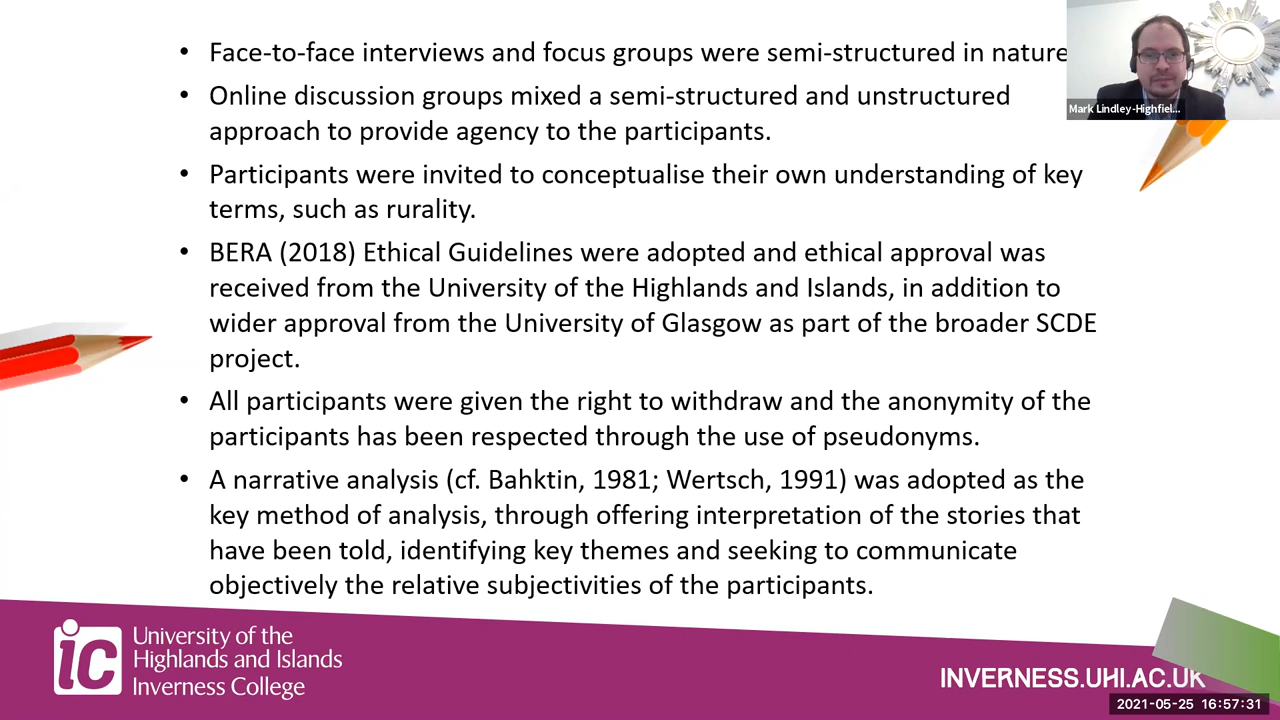 • Face-to-face interviews and focus groups were semi-structured in nature
• Online discussion groups mixed a semi-structured and unstructured
approach to provide agency to the participants.
• Participants were invited to conceptualise their own understanding of key
terms, such as rurality.
• BERA (2018) Ethical Guidelines were adopted and ethical approval was
received from the University of the Highlands and Islands, in addition to
wider approval from the University of Glasgow as part of the broader SCDE
project.
• All participants were given the right to withdraw and the anonymity of the
participants has been respected through the use of pseudonyms.
• A narrative analysis (cf. Bahktin, 1981; Wertsch, 1991) was adopted as the
key method of analysis, through offering interpretation of the stories that
have been told, identifying key themes and seeking to communicate
objectively the relative subjectivities of the participants.
Mark Lindley-Highfiel...
ic
University of the
Highlands and Islands
Inverness College
INVERNESS.UHI.AC.UK
2021-05-25 16:57:31